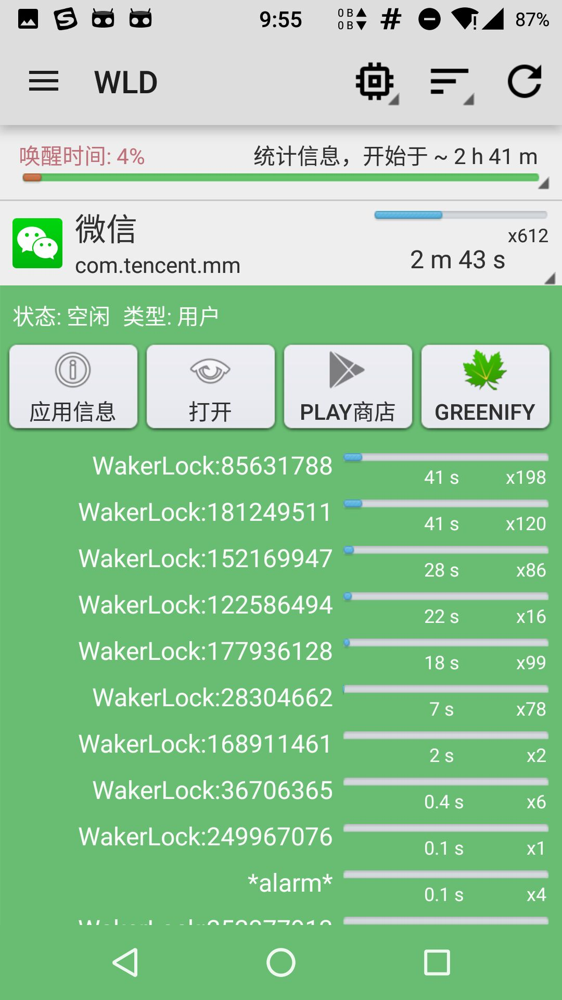 9:55
0 B
0 B
87%
WLD
唤醒时间: 4%
统计信息，开始于 ~ 2 h 41 m
微信
x612
com.tencent.mm
2 m 43 s
状态: 空闲 类型: 用户
应用信息
打开
PLAY商店
GREENIFY
WakerLock:85631788
41 s x198
WakerLock:181249511
41 s x120
WakerLock:152169947
28 s x86
WakerLock:122586494
22 s x16
WakerLock:177936128
18 s x99
WakerLock:28304662
7 s x78
WakerLock:168911461
2 s x2
WakerLock:36706365
0.4 s x6
WakerLock:249967076
0.1 s x1
*alarm*
0.1 s x4